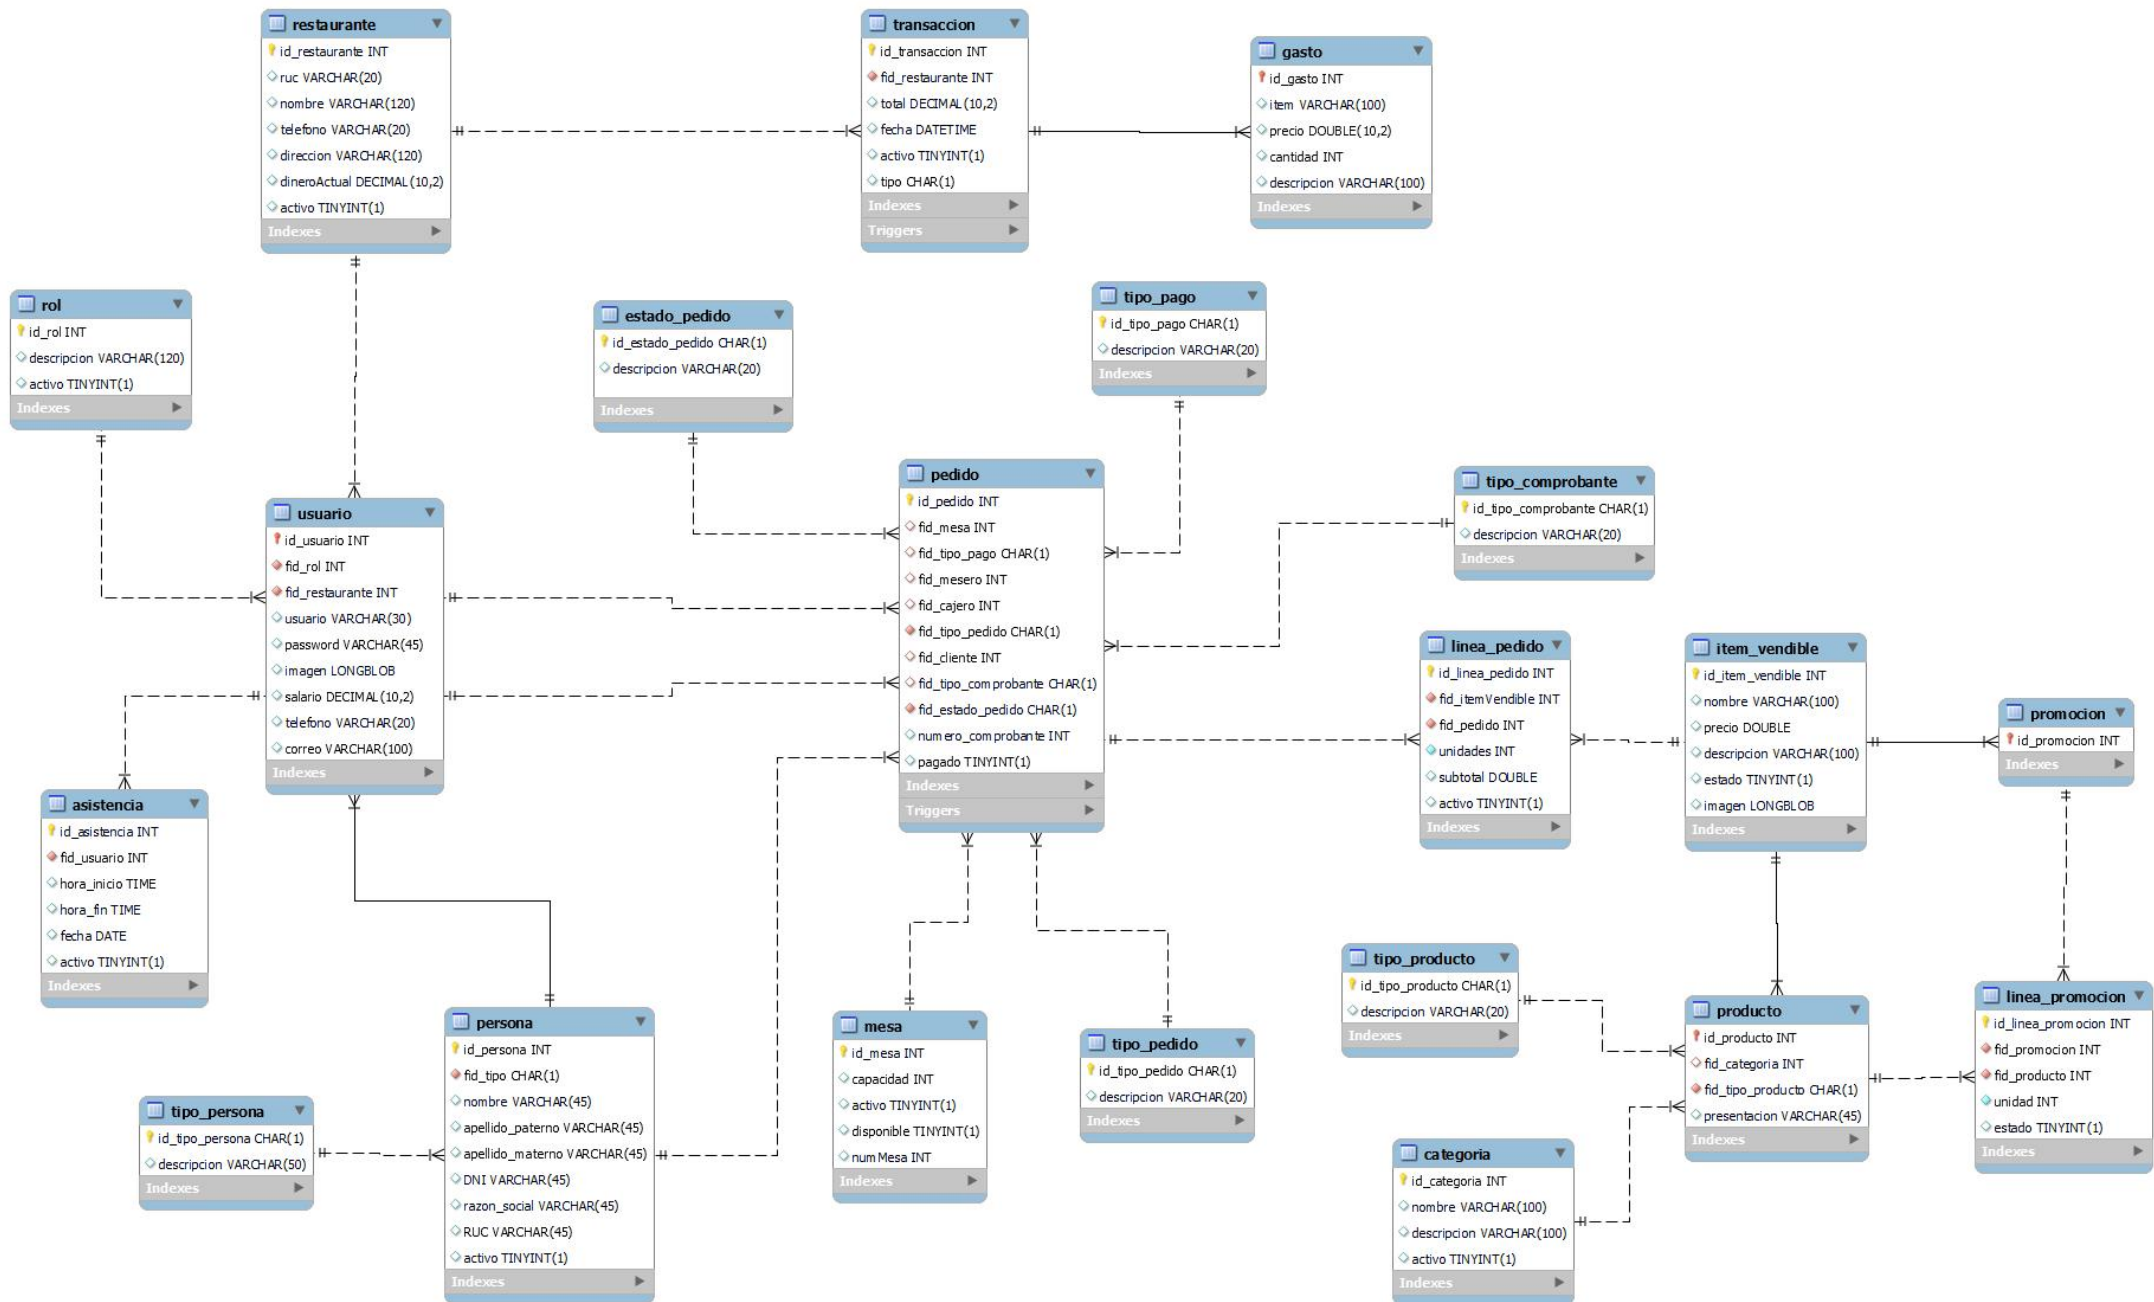 restaurante
id_restaurante INT
ruc VARCHAR(20)
nombre VARCHAR(120)
telefono VARCHAR(20)
direccion VARCHAR(120)
dineroActual DECIMAL(10,2)
activo TINYINT(1)
Indexes
transaccion
id_transaccion INT
fid_restaurante INT
total DECIMAL(10,2)
fecha DATETIME
activo TINYINT(1)
tipo CHAR(1)
Indexes
Triggers
gasto
id_gasto INT
item VARCHAR(100)
precio DOUBLE(10,2)
cantidad INT
descripcion VARCHAR(100)
Indexes
rol
id_rol INT
descripcion VARCHAR(120)
activo TINYINT(1)
Indexes
estado_pedido
id_estado_pedido CHAR(1)
descripcion VARCHAR(20)
Indexes
tipo_pago
id_tipo_pago CHAR(1)
descripcion VARCHAR(20)
Indexes
usuario
id_usuario INT
fid_rol INT
fid_restaurante INT
usuario VARCHAR(30)
password VARCHAR(45)
imagen LONGBLOB
salario DECIMAL(10,2)
telefono VARCHAR(20)
correo VARCHAR(100)
Indexes
pedido
id_pedido INT
fid_mesa INT
fid_tipo_pago CHAR(1)
fid_mesero INT
fid_cajero INT
fid_tipo_pedido CHAR(1)
fid_cliente INT
fid_tipo_comprobante CHAR(1)
fid_estado_pedido CHAR(1)
numero_comprobante INT
pagado TINYINT(1)
Indexes
Triggers
tipo_comprobante
id_tipo_comprobante CHAR(1)
descripcion VARCHAR(20)
Indexes
linea_pedido
id_linea_pedido INT
fid_itemVendible INT
fid_pedido INT
unidades INT
subtotal DOUBLE
activo TINYINT(1)
Indexes
item_vendible
id_item_vendible INT
nombre VARCHAR(100)
precio DOUBLE
descripcion VARCHAR(100)
estado TINYINT(1)
imagen LONGBLOB
Indexes
promocion
id_promocion INT
Indexes
asistencia
id_asistencia INT
fid_usuario INT
hora_inicio TIME
hora_fin TIME
fecha DATE
activo TINYINT(1)
Indexes
persona
id_persona INT
fid_tipo CHAR(1)
nombre VARCHAR(45)
apellido_paterno VARCHAR(45)
apellido_materno VARCHAR(45)
DNI VARCHAR(45)
razon_social VARCHAR(45)
RUC VARCHAR(45)
activo TINYINT(1)
Indexes
tipo_persona
id_tipo_persona CHAR(1)
descripcion VARCHAR(50)
Indexes
mesa
id_mesa INT
capacidad INT
activo TINYINT(1)
disponible TINYINT(1)
numMesa INT
Indexes
tipo_pedido
id_tipo_pedido CHAR(1)
descripcion VARCHAR(20)
Indexes
tipo_producto
id_tipo_producto CHAR(1)
descripcion VARCHAR(20)
Indexes
producto
id_producto INT
fid_categoria INT
fid_tipo_producto CHAR(1)
presentacion VARCHAR(45)
Indexes
linea_promocion
id_linea_promocion INT
fid_promocion INT
fid_producto INT
unidad INT
estado TINYINT(1)
Indexes
categoria
id_categoria INT
nombre VARCHAR(100)
descripcion VARCHAR(100)
activo TINYINT(1)
Indexes